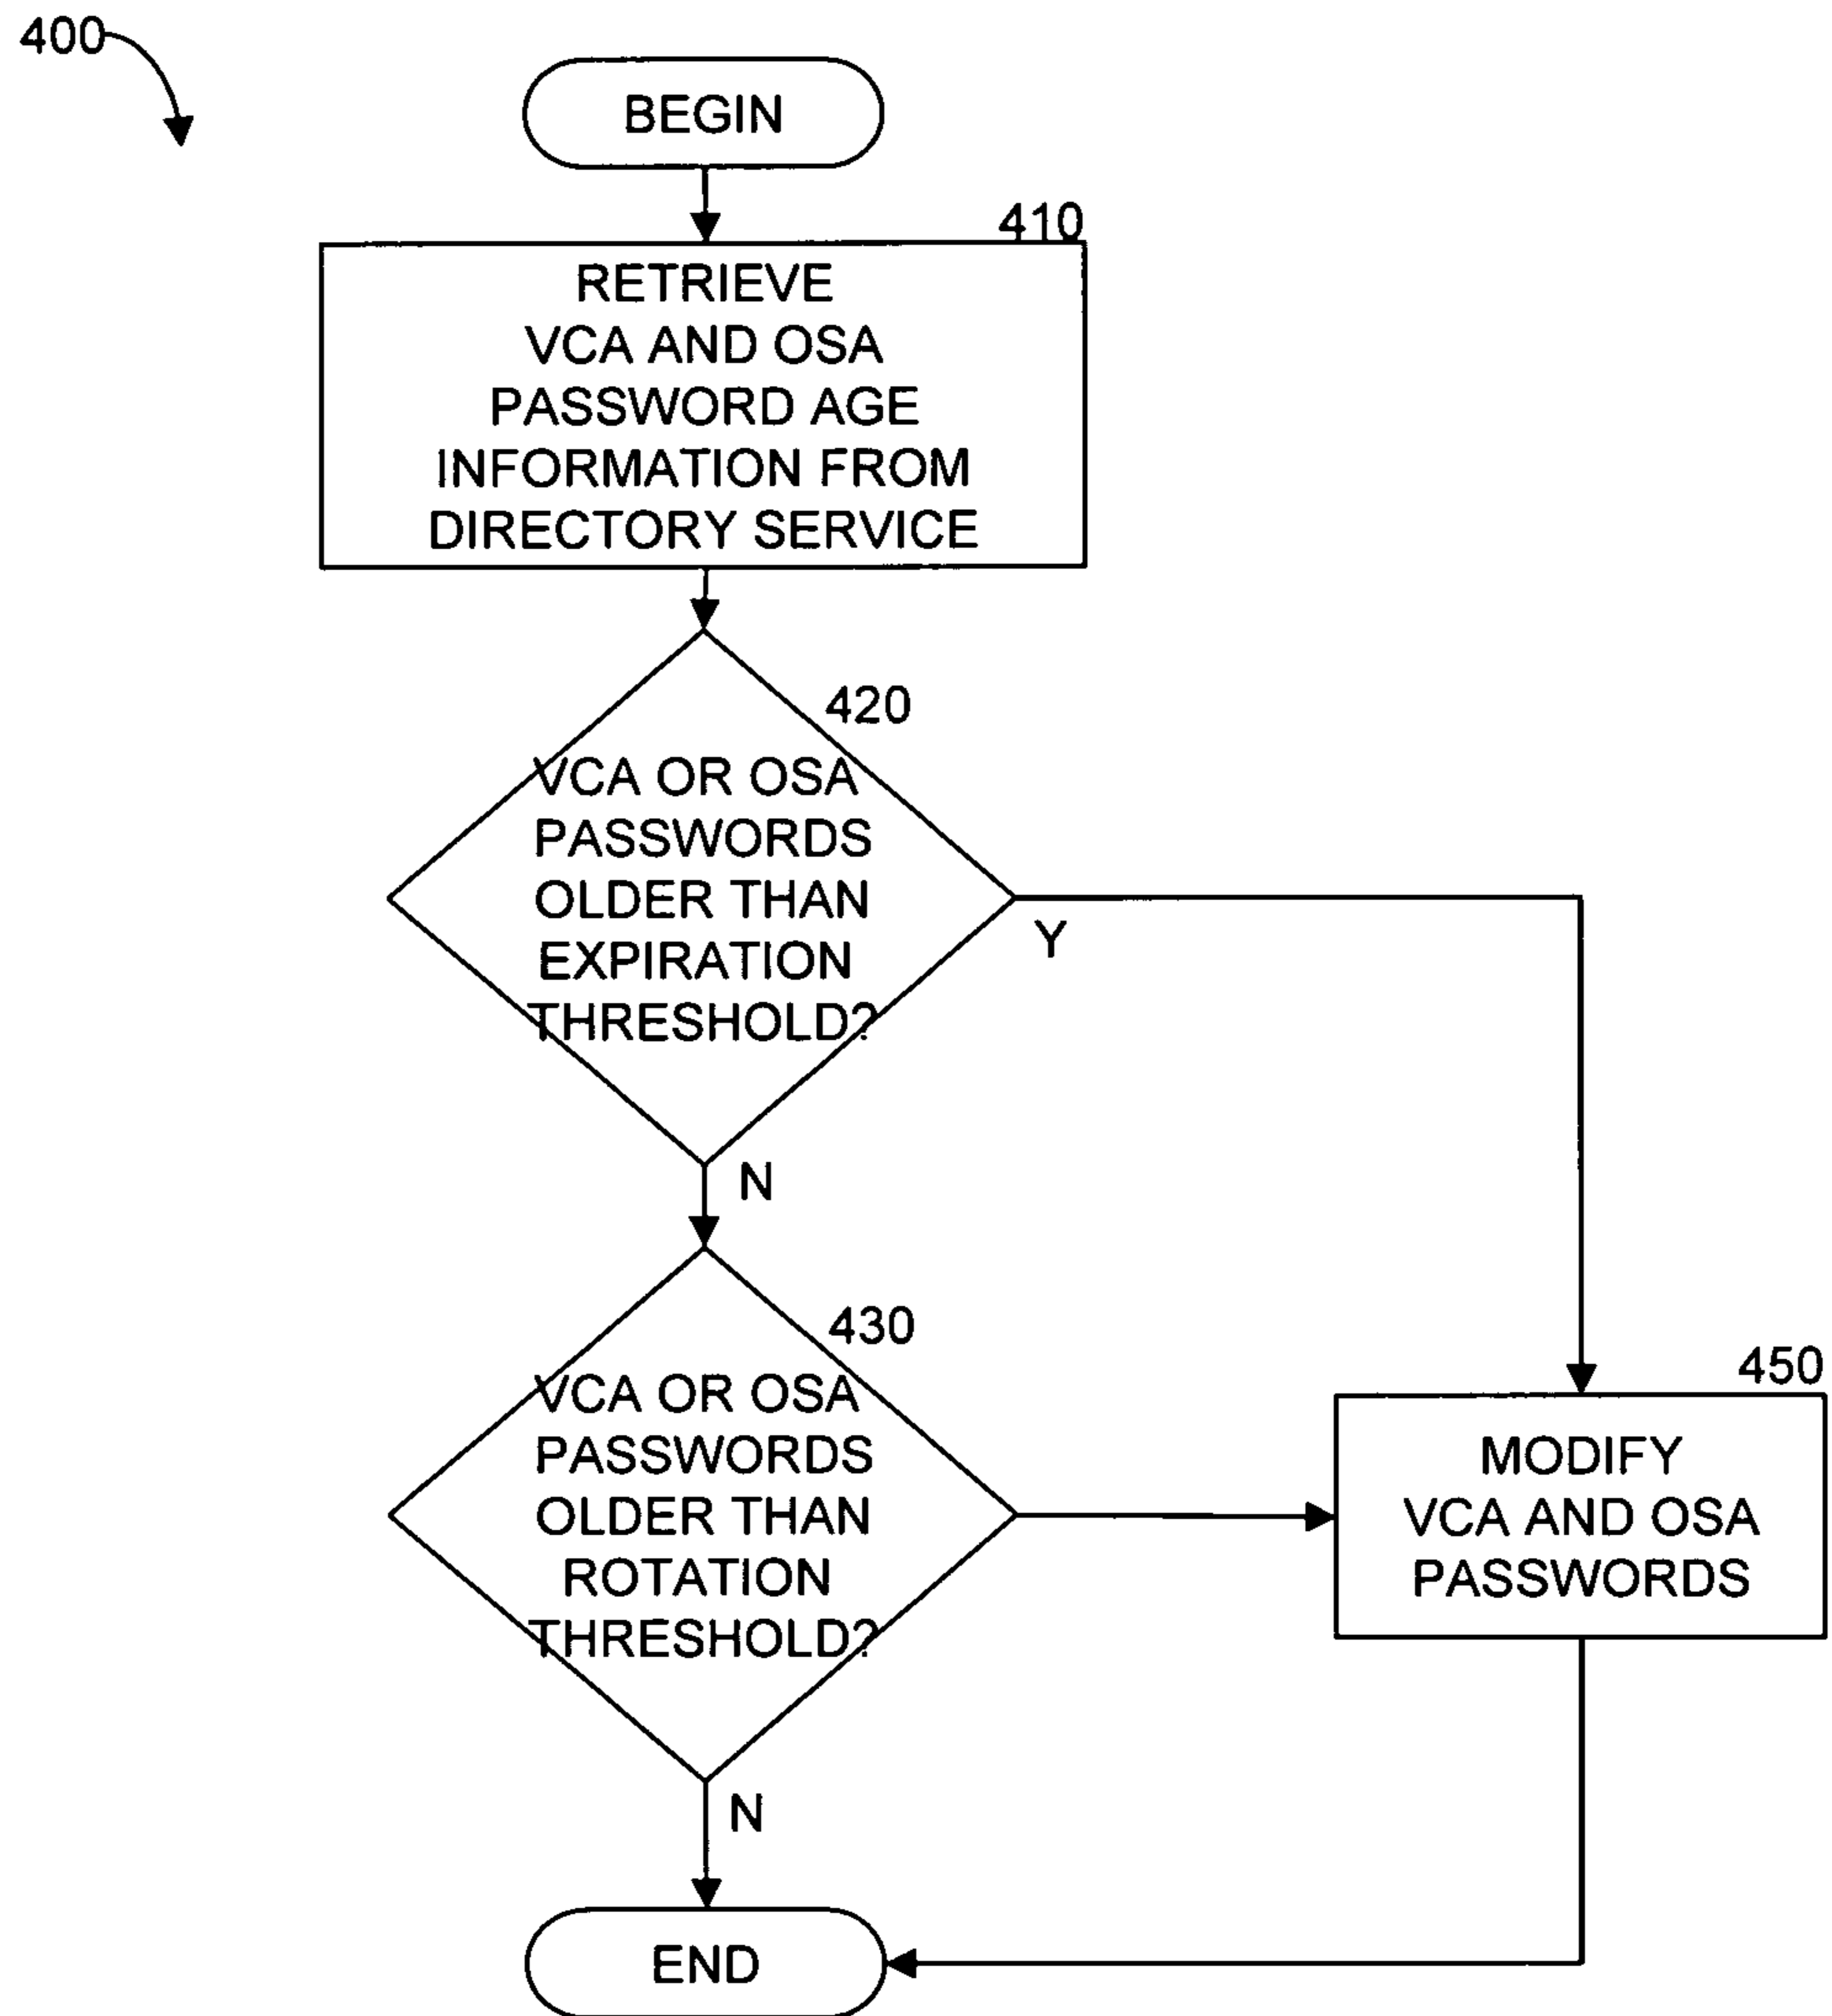 400
BEGIN
410
RETRIEVE
VCA AND OSA
PASSWORD AGE
INFORMATION FROM
DIRECTORY SERVICE
420
VCA OR OSA
PASSWORDS
OLDER THAN
EXPIRATION
THRESHOLD?
Y
N
430
VCA OR OSA
PASSWORDS
OLDER THAN
ROTATION
THRESHOLD?
450
MODIFY
VCA AND OSA
PASSWORDS
N
END